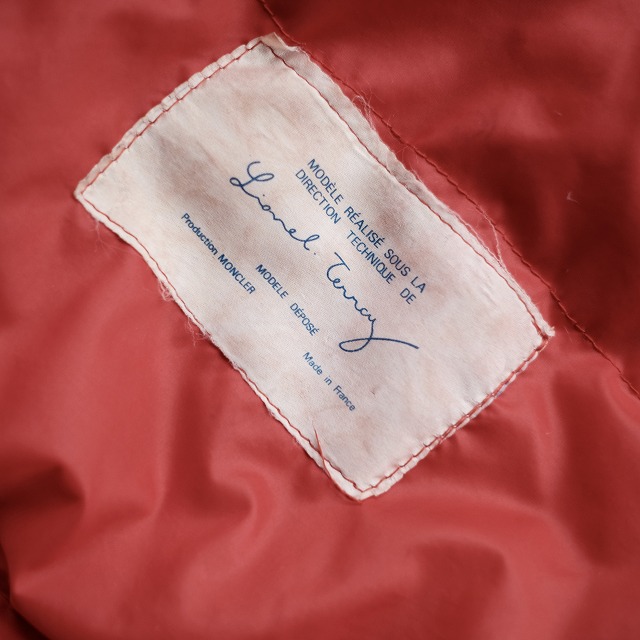 MODÈLE RÉALISÉ SOUS LA
DIRECTION TECHNIQUE DE
Lionel Terray
MODÈLE DÉPOSÉ
Production MONCLER
Made in France